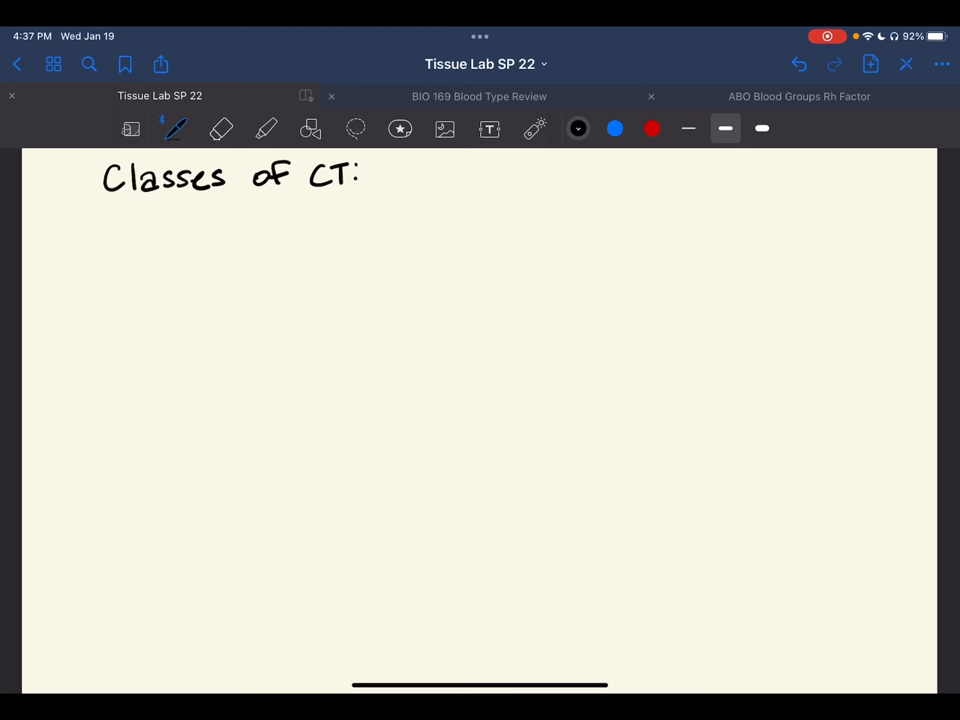 4:37 PM Wed Jan 19 92%
Tissue Lab SP 22
Tissue Lab SP 22 BIO 169 Blood Type Review ABO Blood Groups Rh Factor
Classes of CT: